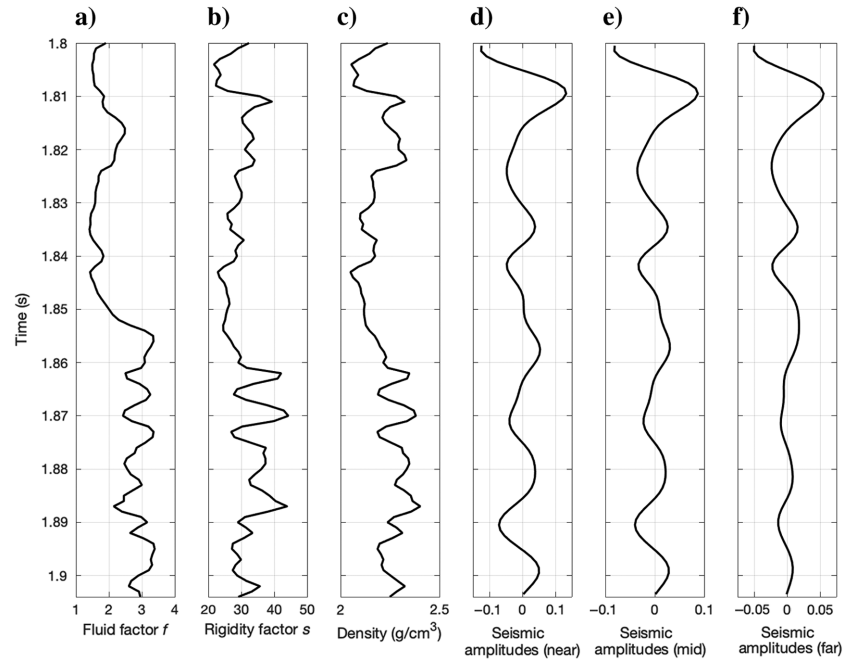 a) b) c) d) e) f)
1.8
1.81
1.82
1.83
1.84
1.85
1.86
1.87
1.88
1.89
1.9
Time (s)
1 2 3 4 20 30 40 50 2 2.5 −0.1 0 0.1 −0.1 0 0.1 −0.05 0 0.05
Fluid factor f Rigidity factor s Density (g/cm³) Seismic Seismic Seismic
amplitudes (near) amplitudes (mid) amplitudes (far)